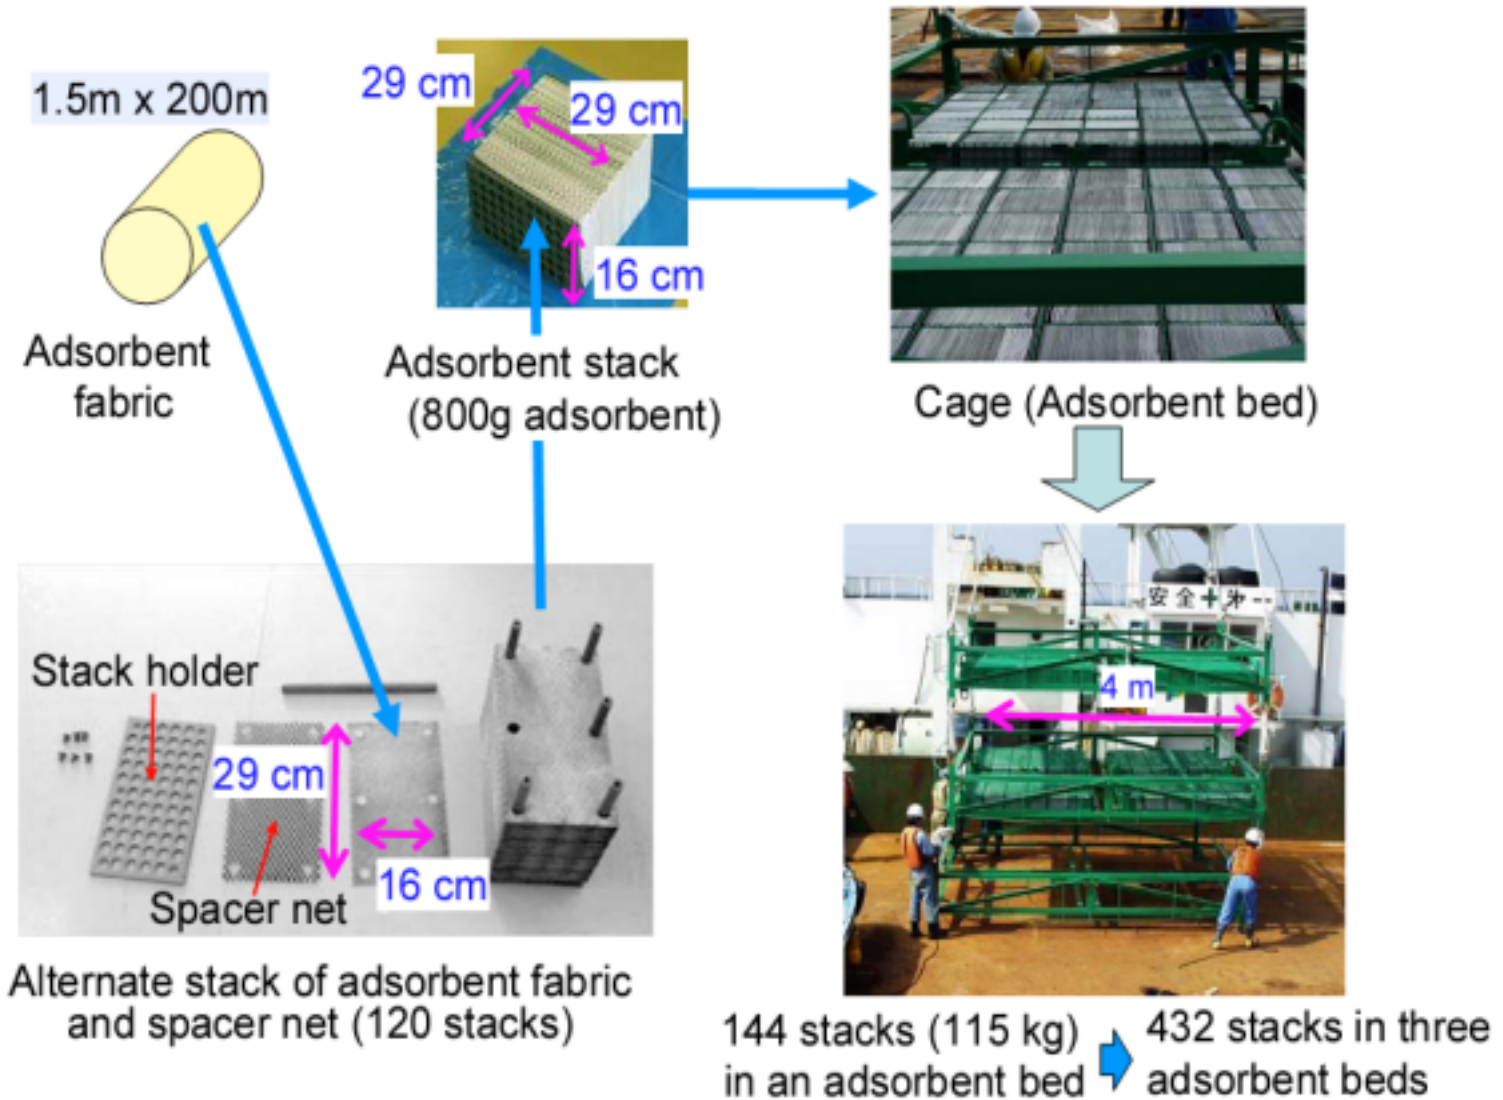 1.5m x 200m
Adsorbent
fabric
29 cm
29 cm
16 cm
Adsorbent stack
(800g adsorbent)
Cage (Adsorbent bed)
Stack holder
29 cm
16 cm
Spacer net
Alternate stack of adsorbent fabric
and spacer net (120 stacks)
安全+
4 m
144 stacks (115 kg)
in an adsorbent bed
432 stacks in three
adsorbent beds